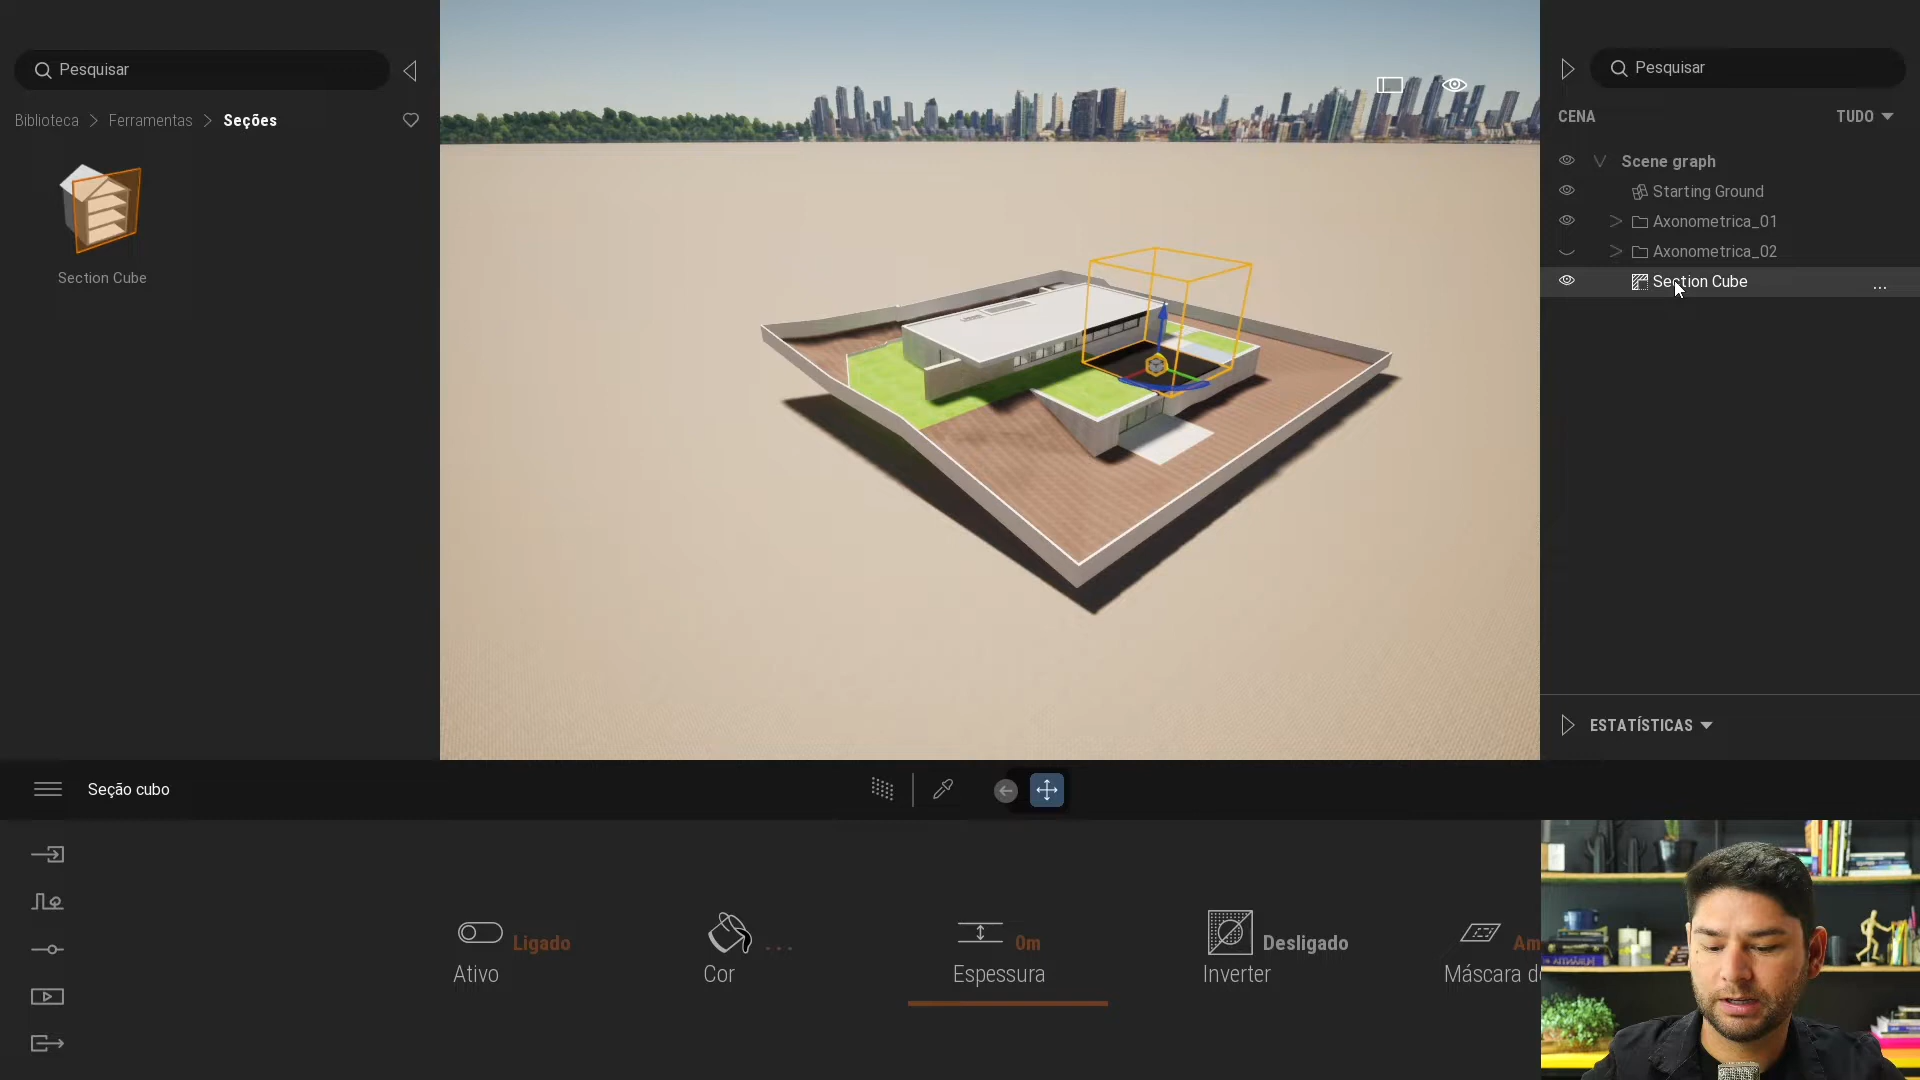 Pesquisar
Biblioteca > Ferramentas > Seções
Section Cube
Pesquisar
CENA
TUDO
Scene graph
Starting Ground
Axonometrica_01
Axonometrica_02
Section Cube
...
ESTATÍSTICAS
Seção cubo
Ligado
Ativo
...
Cor
0m
Espessura
Desligado
Inverter
Am
Máscara d